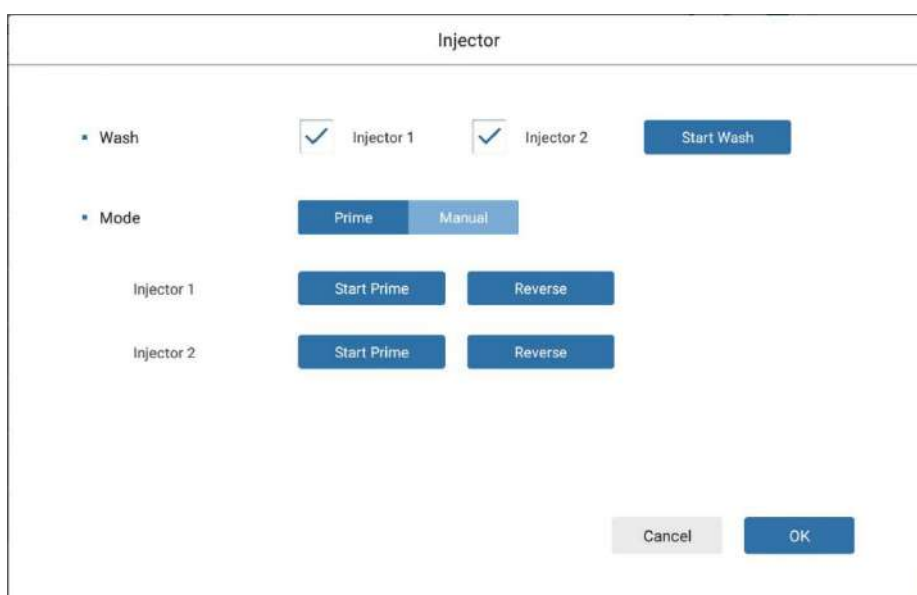 Injector
Wash Injector 1 Injector 2 Start Wash
Mode Prime Manual
Injector 1 Start Prime Reverse
Injector 2 Start Prime Reverse
Cancel OK